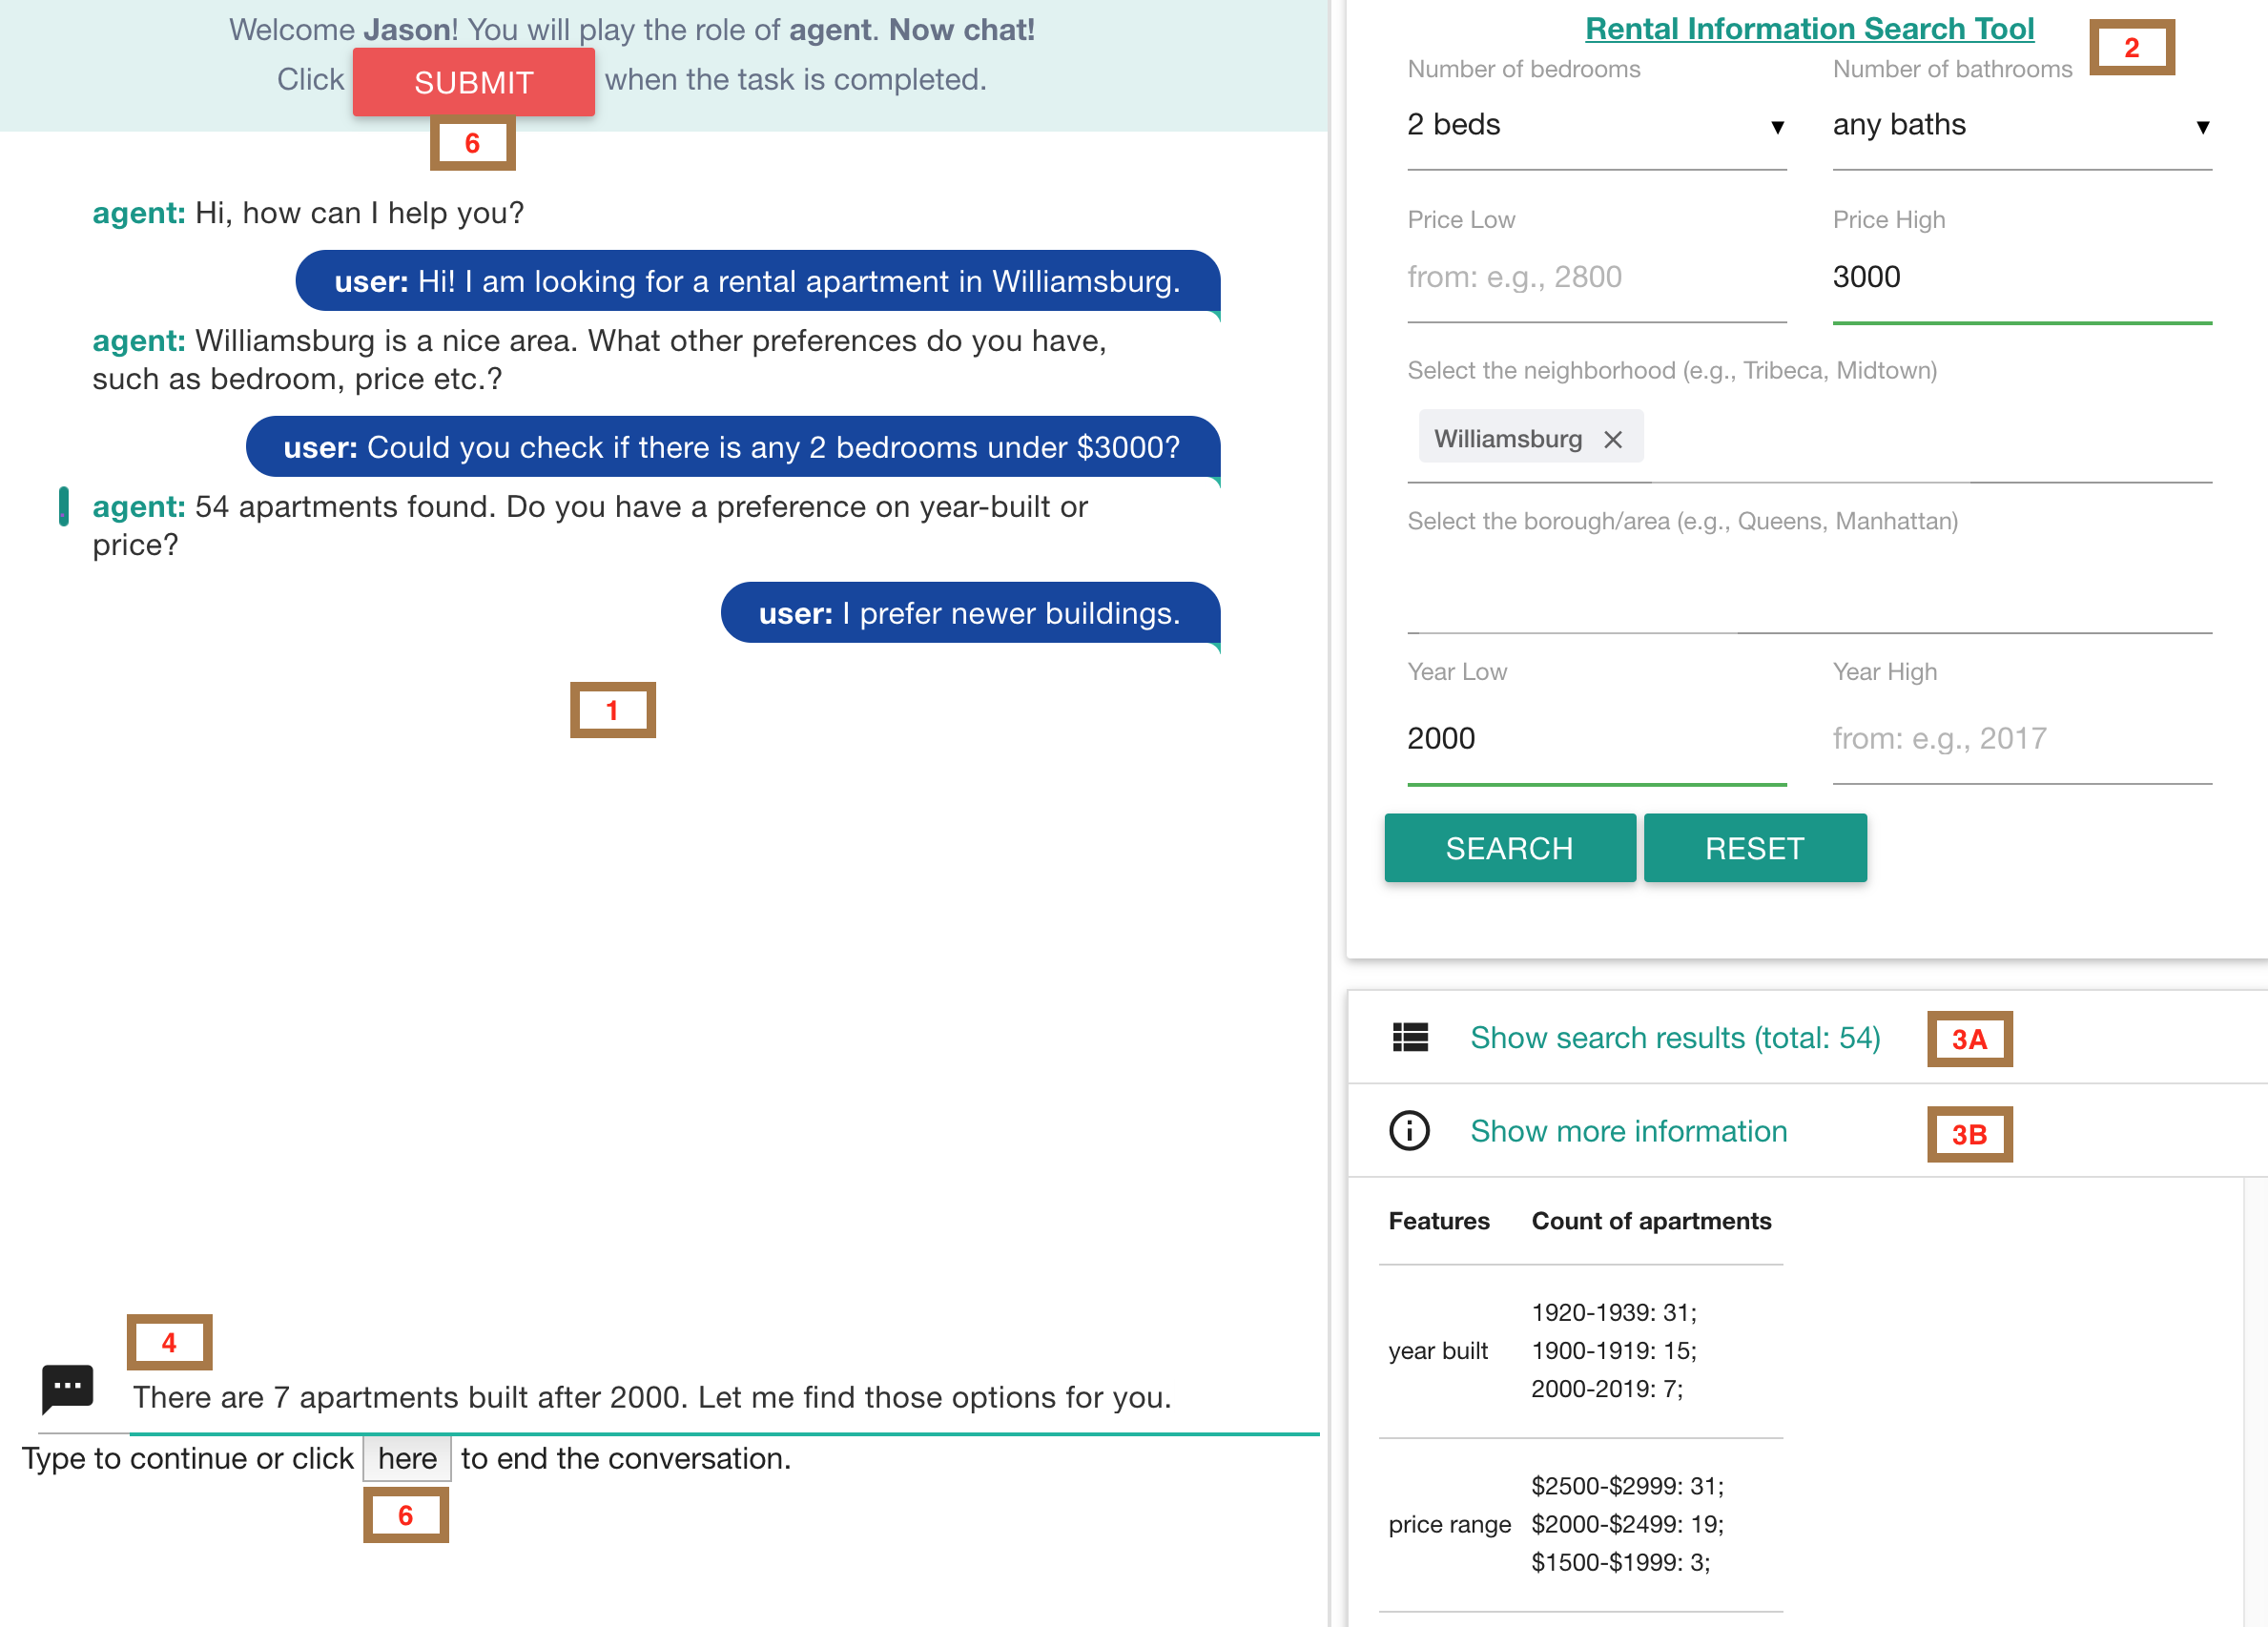 Welcome Jason! You will play the role of agent. Now chat!
Click SUBMIT when the task is completed.
6
agent: Hi, how can I help you?
user: Hi! I am looking for a rental apartment in Williamsburg.
agent: Williamsburg is a nice area. What other preferences do you have,
such as bedroom, price etc.?
user: Could you check if there is any 2 bedrooms under $3000?
agent: 54 apartments found. Do you have a preference on year-built or
price?
user: I prefer newer buildings.
1
4
There are 7 apartments built after 2000. Let me find those options for you.
Type to continue or click here to end the conversation.
6
Rental Information Search Tool
2
Number of bedrooms
Number of bathrooms
2 beds
any baths
Price Low
Price High
from: e.g., 2800
3000
Select the neighborhood (e.g., Tribeca, Midtown)
Williamsburg ×
Select the borough/area (e.g., Queens, Manhattan)
Year Low
Year High
2000
from: e.g., 2017
SEARCH
RESET
Show search results (total: 54)
3A
Show more information
3B
Features
Count of apartments
year built
1920-1939: 31;
1900-1919: 15;
2000-2019: 7;
price range
$2500-$2999: 31;
$2000-$2499: 19;
$1500-$1999: 3;